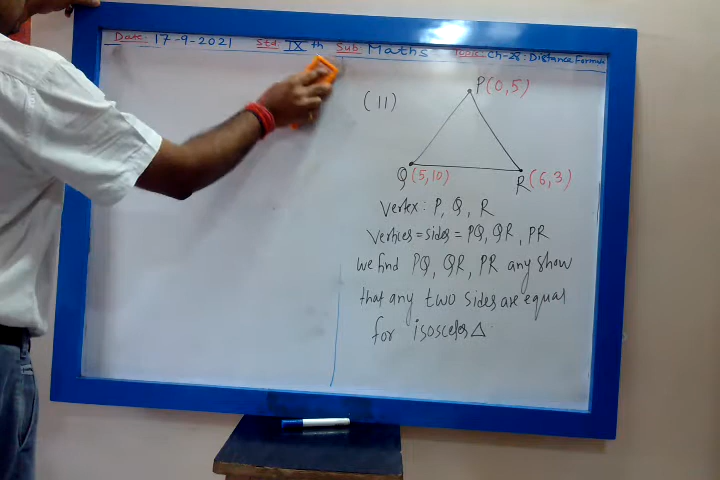 Date: 17-9-2021 Std: IX th Sub: Maths Topic: Ch-28: Distance Formula
(11)
P(0,5)
Q(5,10)
R(6,3)
Vertex: P, Q, R
Vertices = sides = PQ, QR, PR
we find PQ, QR, PR any show
that any two sides are equal
for isosceles △